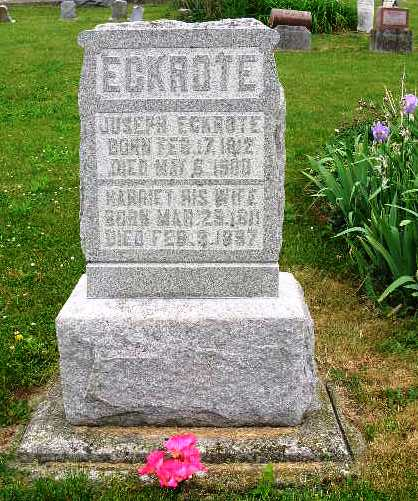 ECKROTE
JOSEPH ECKROTE
BORN FEB. 17, 1812
DIED MAY 6, 1900
HARRIET HIS WIFE
BORN MAR. 29, 1811
DIED FEB. 3, 1897